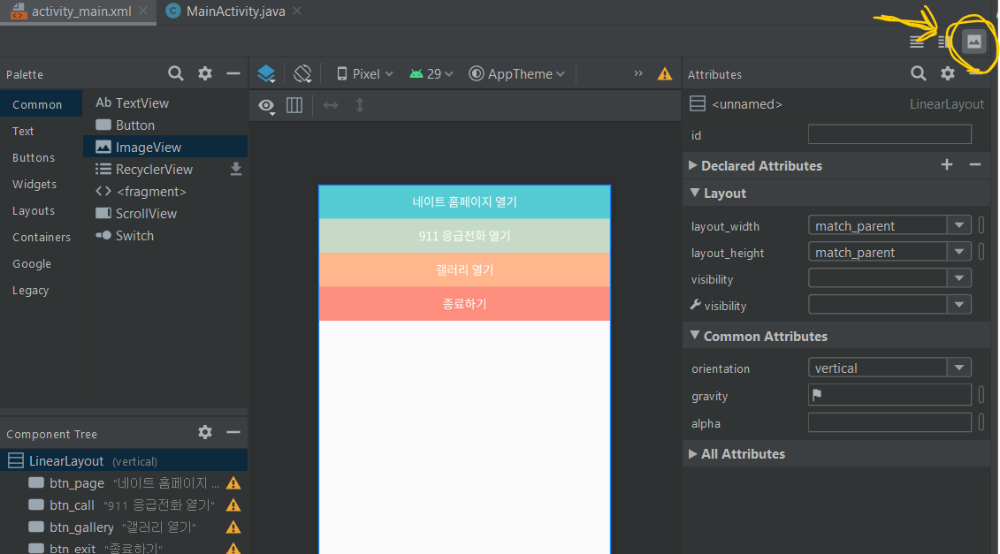 activity_main.xml
MainActivity.java
Palette
Pixel
29
AppTheme
Attributes
Common
Text
Buttons
Widgets
Layouts
Containers
Google
Legacy
Ab TextView
Button
ImageView
RecyclerView
<fragment>
ScrollView
Switch
네이트 홈페이지 열기
911 응급전화 열기
갤러리 열기
종료하기
Component Tree
LinearLayout (vertical)
btn_page "네이트 홈페이지 ...
btn_call "911 응급전화 열기"
btn_gallery "갤러리 열기"
btn_exit "종료하기"
<unnamed> LinearLayout
id
Declared Attributes
Layout
layout_width match_parent
layout_height match_parent
visibility
visibility
Common Attributes
orientation vertical
gravity
alpha
All Attributes